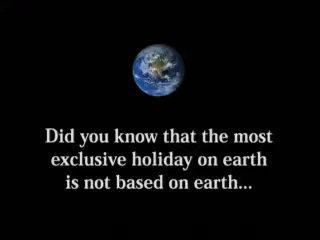 Did you know that the most
exclusive holiday on earth
is not based on earth...